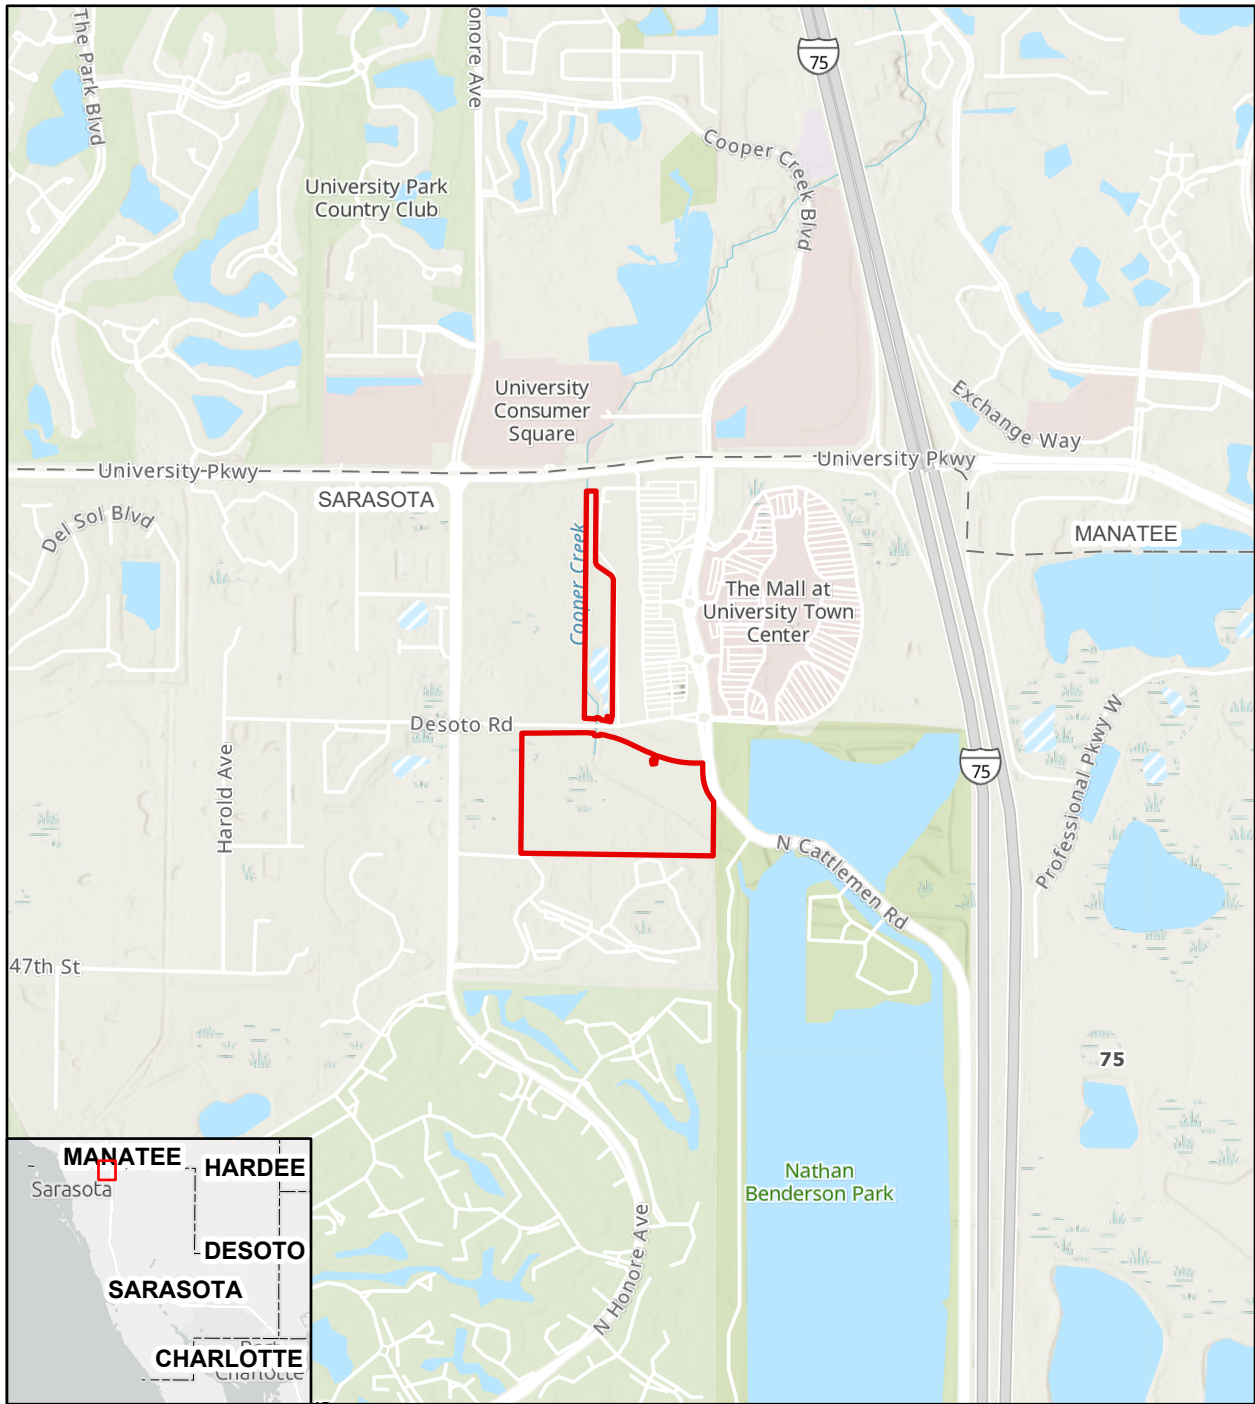 The Park Blvd
onore Ave
75
Cooper Creek Blvd
University Park
Country Club
University
Consumer
Square
Exchange Way
University Pkwy
University Pkwy
SARASOTA
Del Sol Blvd
MANATEE
Cooper Creek
The Mall at
University Town
Center
Desoto Rd
Harold Ave
75
Professional Pkwy W
N Cattlemen Rd
47th St
75
Nathan
Benderson Park
N Honore Ave
MANATEE
HARDEE
Sarasota
DESOTO
SARASOTA
CHARLOTTE
Charlotte